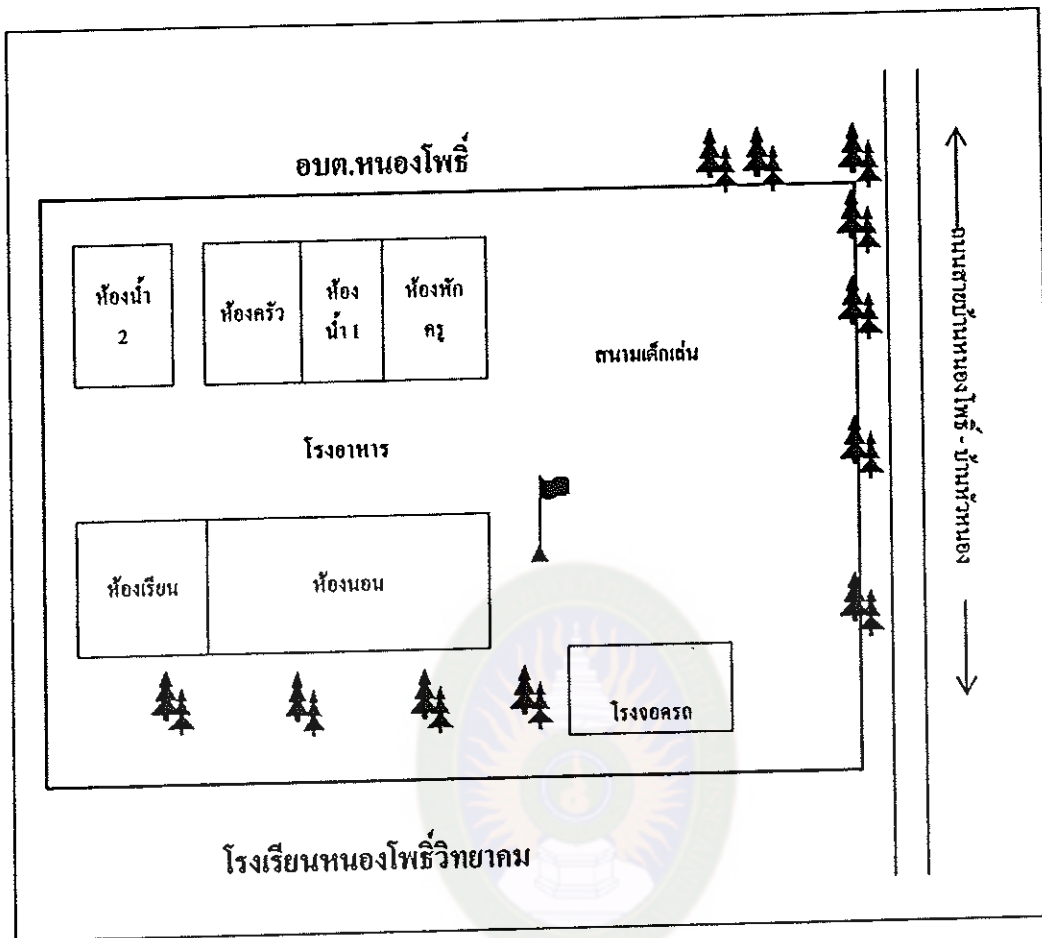 อบต.หนองโพธิ์
ห้องน้ำ
2
ห้องครัว
ห้อง
น้ำ 1
ห้องพัก
ครู
สนามเด็กเล่น
โรงอาหาร
ห้องเรียน
ห้องนอน
โรงจอดรถ
ถนนสายบ้านหนองโพธิ์ - บ้านหัวหนอง
โรงเรียนหนองโพธิ์วิทยาคม